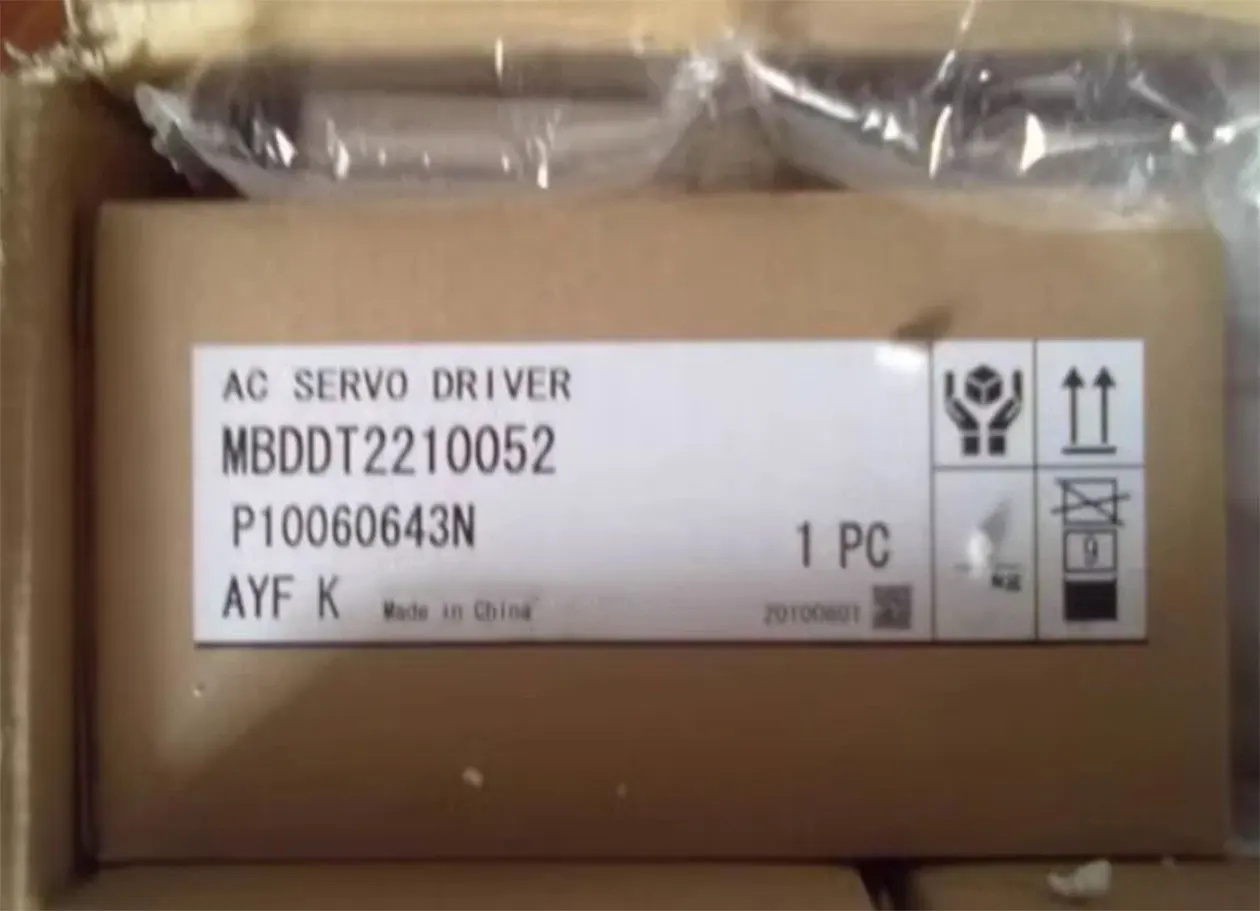 AC SERVO DRIVER
MBDDT2210052
P10060643N
1 PC
AYF K
Made in China
20100601
9